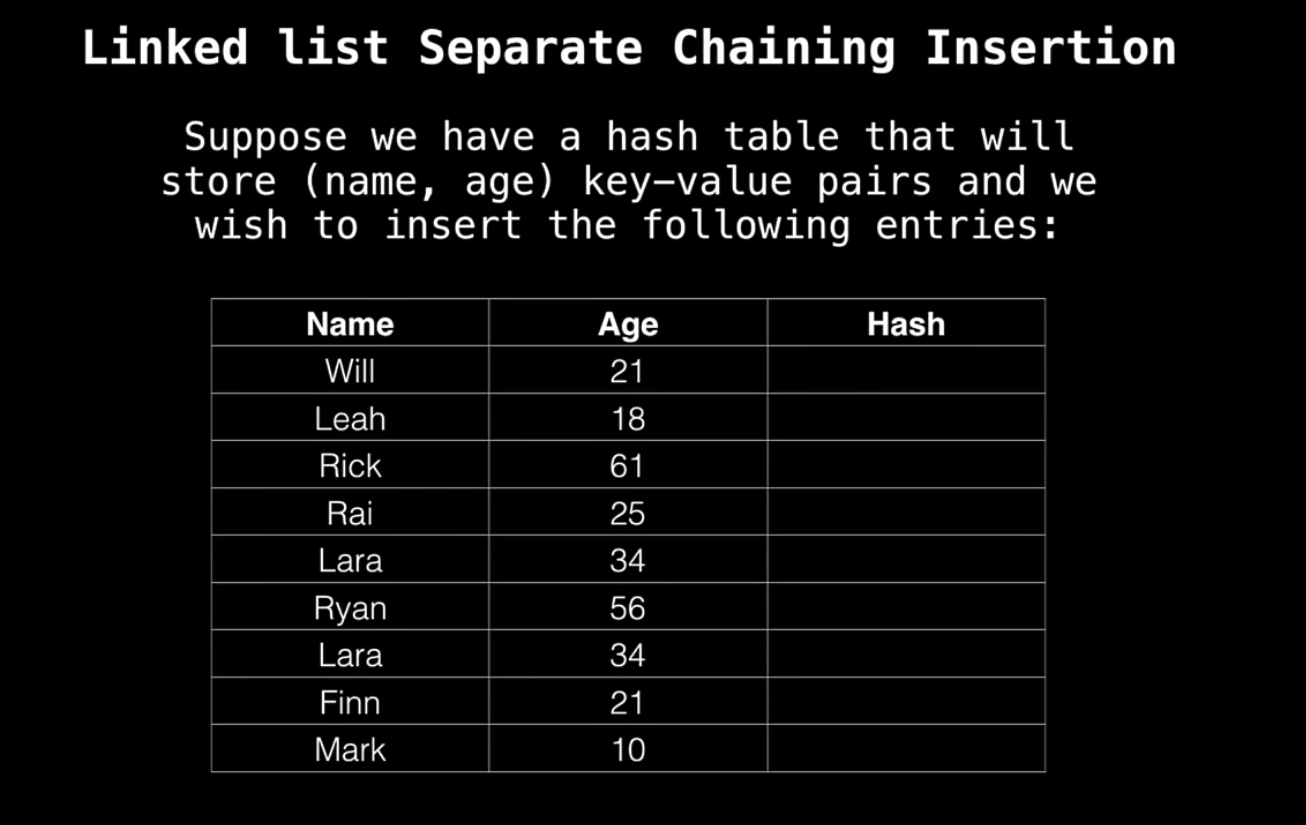 Linked list Separate Chaining Insertion
Suppose we have a hash table that will
store (name, age) key-value pairs and we
wish to insert the following entries:
Name Age Hash
Will 21
Leah 18
Rick 61
Rai 25
Lara 34
Ryan 56
Lara 34
Finn 21
Mark 10